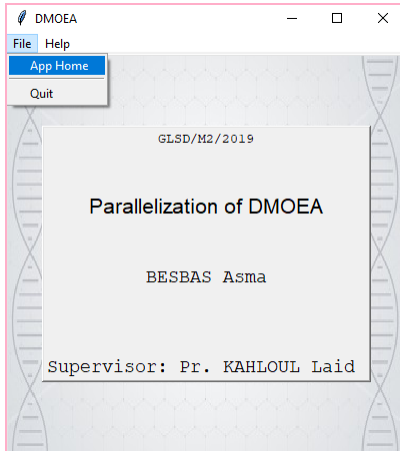 DMOEA
File Help
App Home
Quit
GLSD/M2/2019
Parallelization of DMOEA
BESBAS Asma
Supervisor: Pr. KAHLOUL Laid